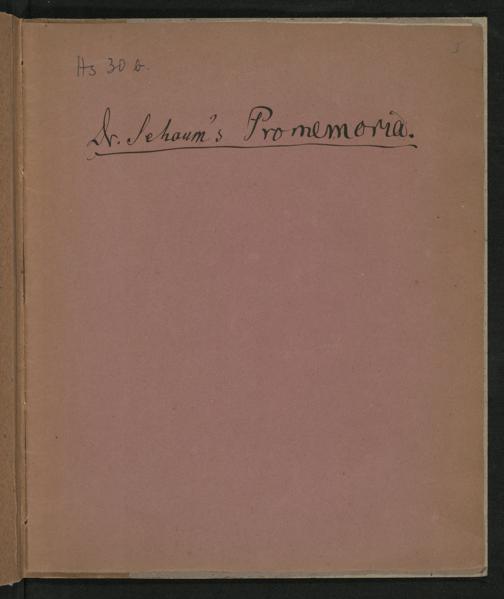 Hs 30 b.
Dr. Schaum's Promemoria.